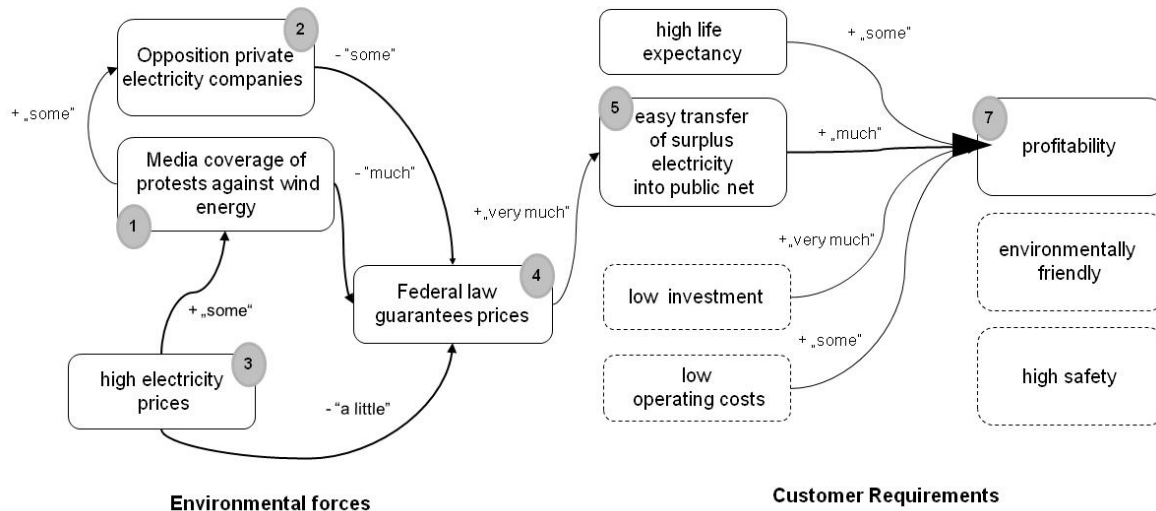 2
Opposition private
electricity companies
- "some"
+ „some"
Media coverage of
protests against wind
energy
1
- "much"
4
Federal law
guarantees prices
+ „some“
3
high electricity
prices
- "a little"
Environmental forces
high life
expectancy
+ „some"
5
easy transfer
of surplus
electricity
into public net
+ „much"
+„very much"
7
profitability
+„very much"
low investment
+ „some"
low
operating costs
environmentally
friendly
high safety
Customer Requirements